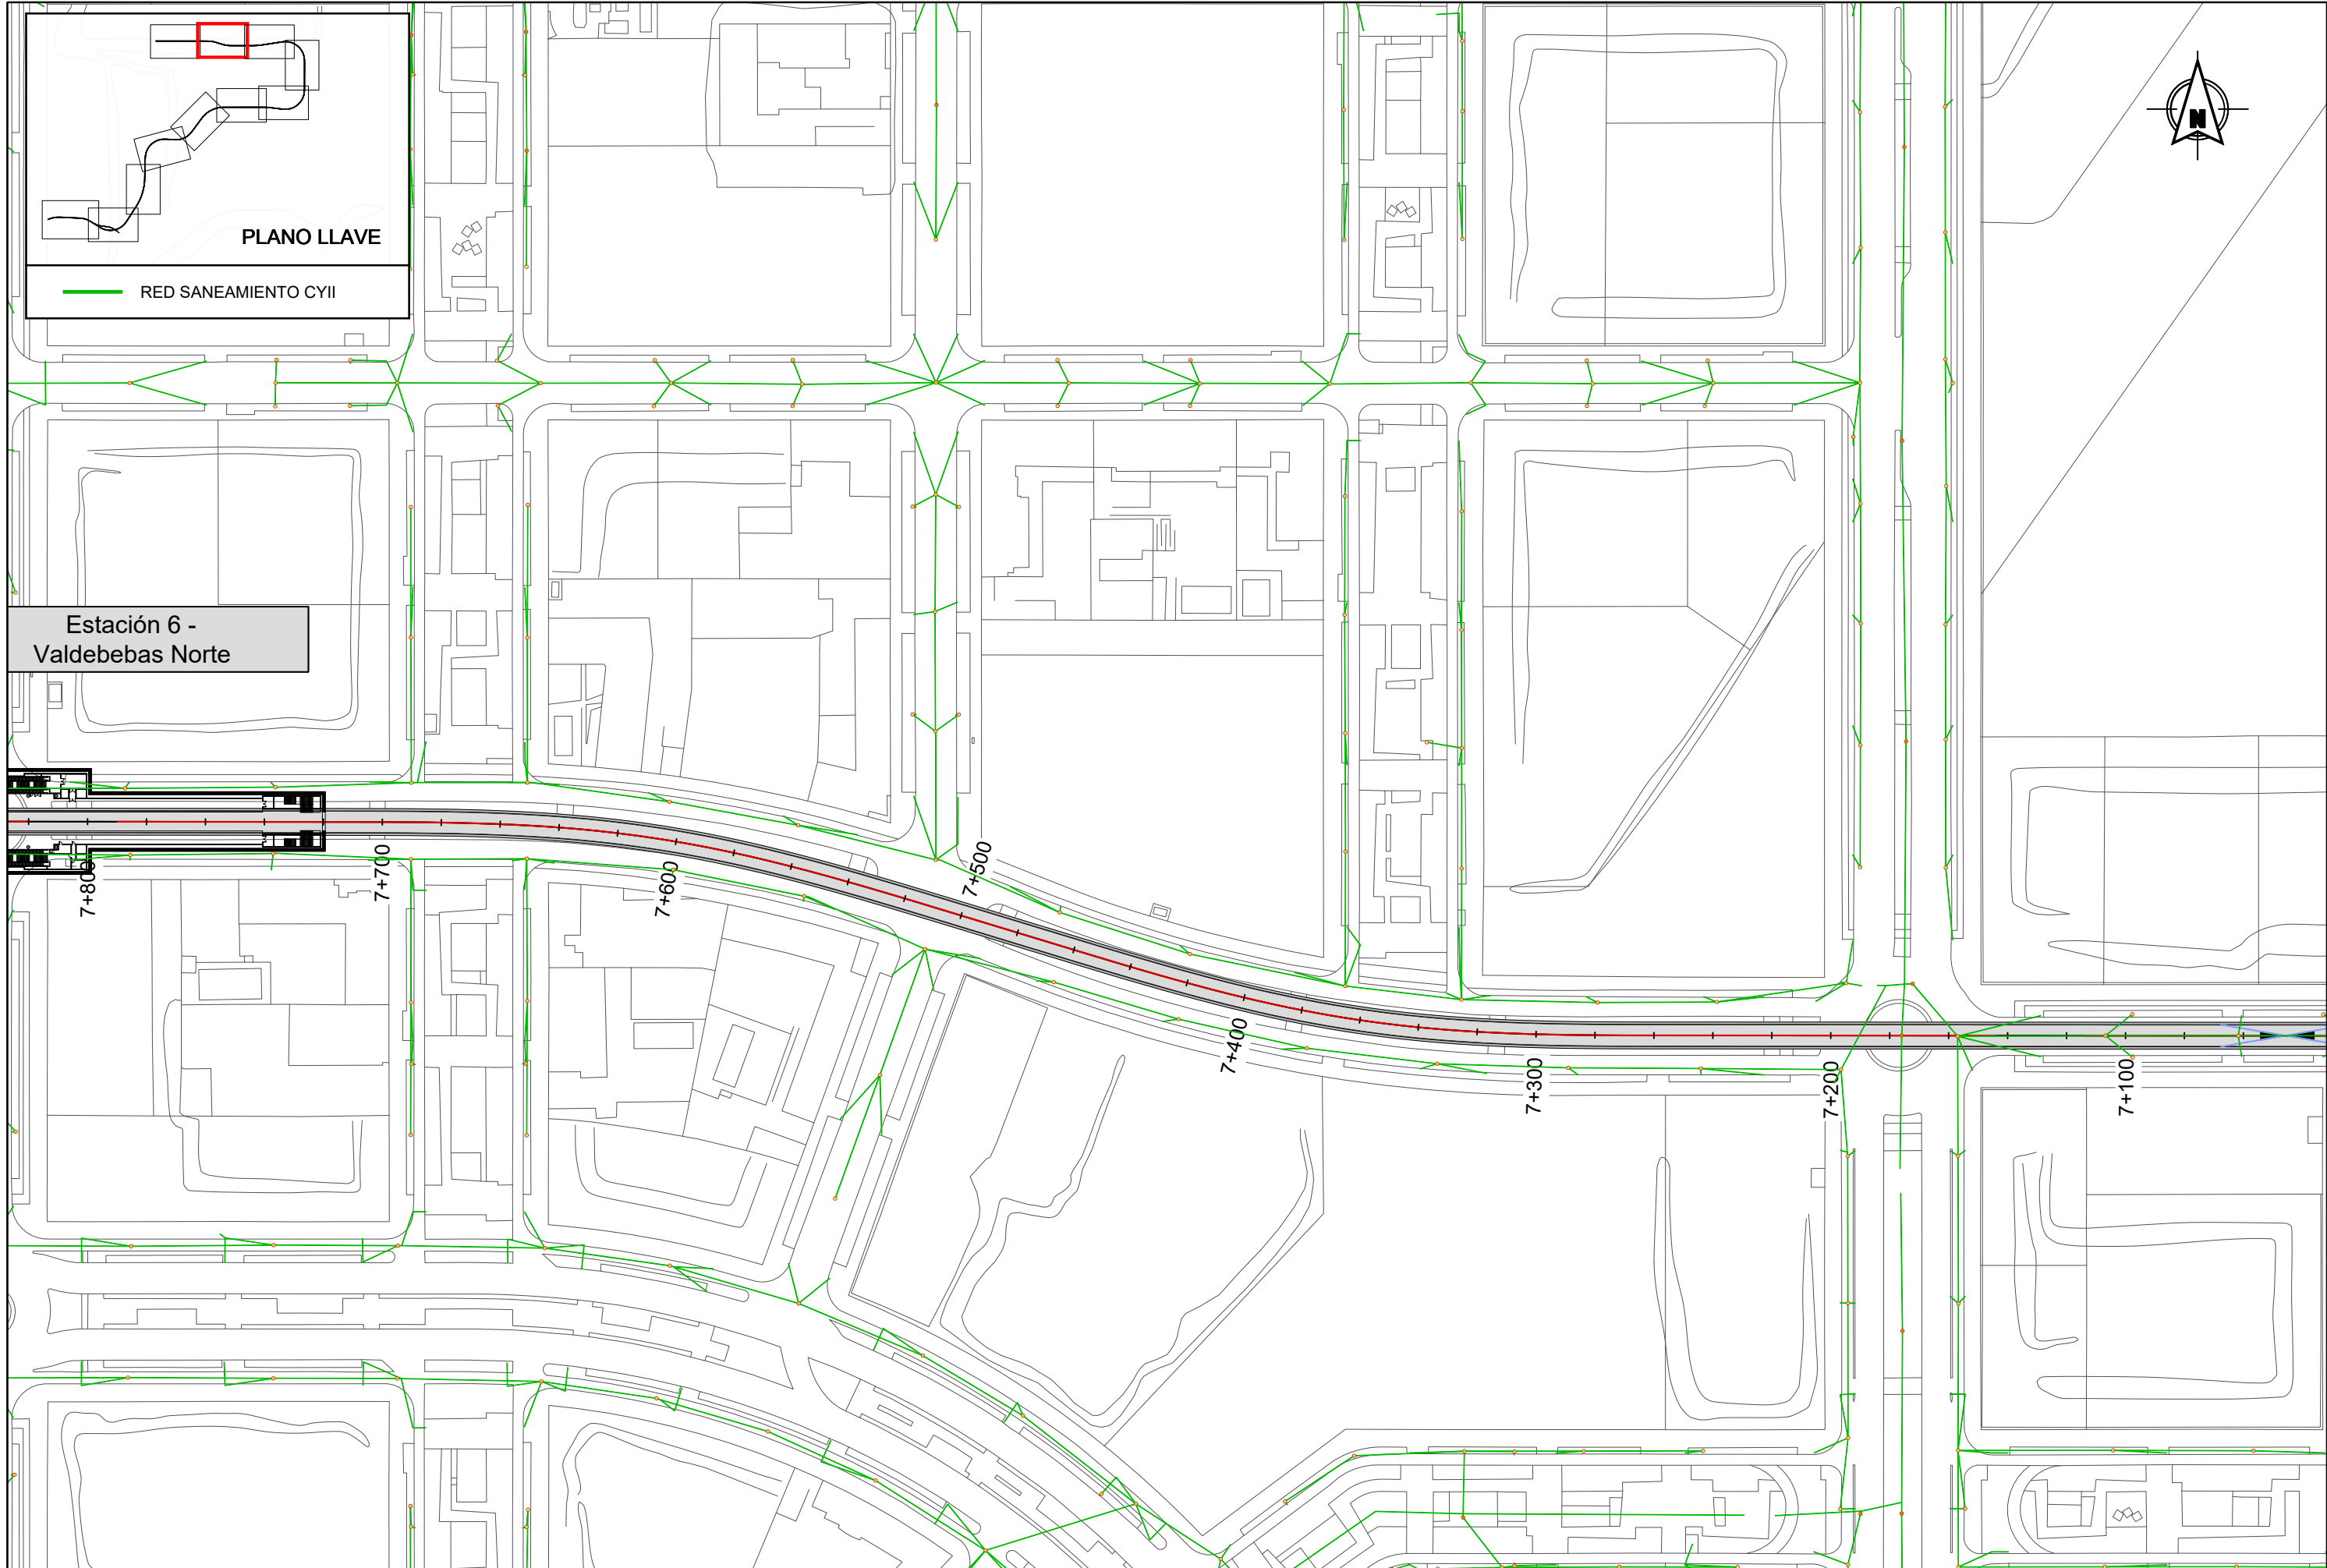 PLANO LLAVE
RED SANEAMIENTO CYII
N
Estación 6 -
Valdebebas Norte
7+80
7+700
7+600
7+500
7+400
7+300
7+200
7+100